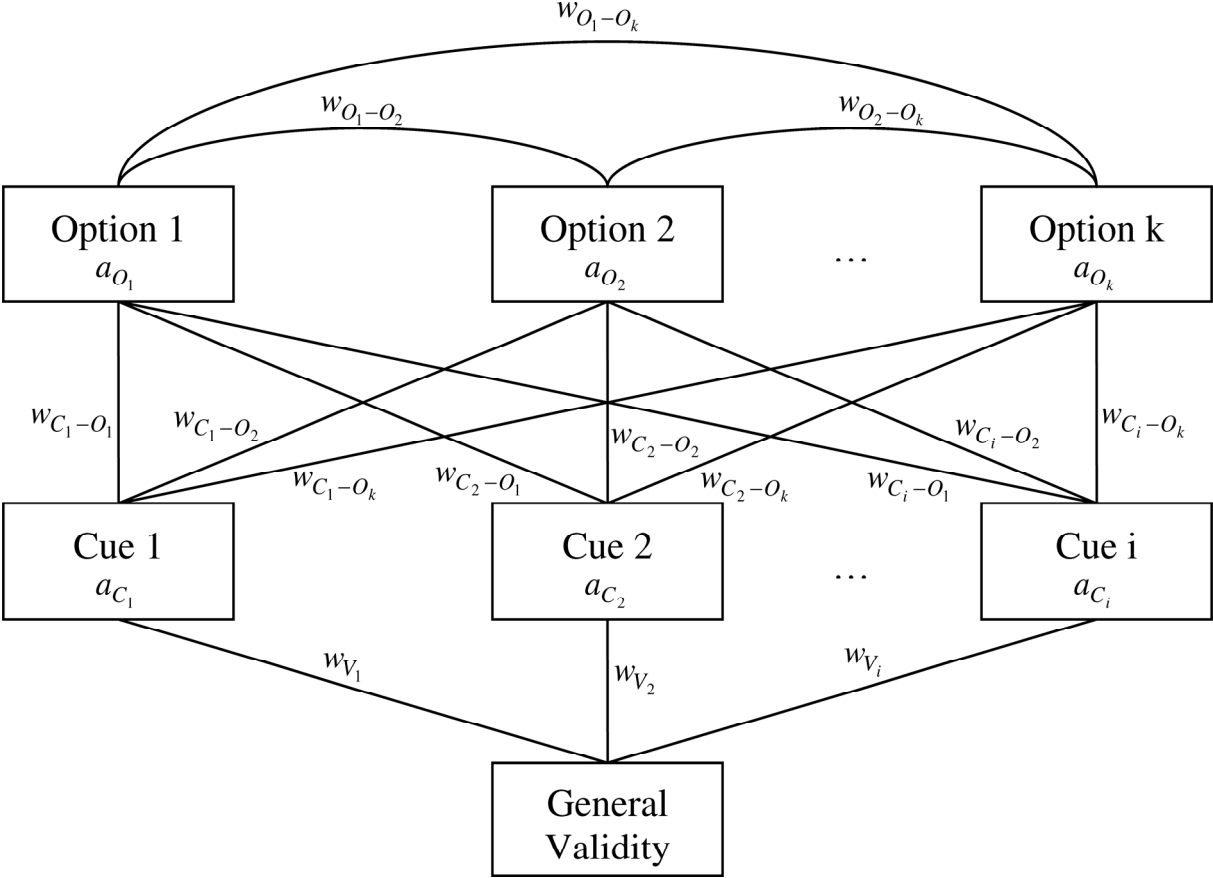 w_{O_1-O_k}
w_{O_1-O_2} w_{O_2-O_k}
Option 1 Option 2 Option k
a_{O_1} a_{O_2} … a_{O_k}
w_{C_1-O_1} w_{C_1-O_2} w_{C_2-O_2} w_{C_i-O_2} w_{C_i-O_k}
w_{C_1-O_k} w_{C_2-O_1} w_{C_2-O_k} w_{C_i-O_1}
Cue 1 Cue 2 Cue i
a_{C_1} a_{C_2} … a_{C_i}
w_{V_1} w_{V_2} w_{V_i}
General
Validity